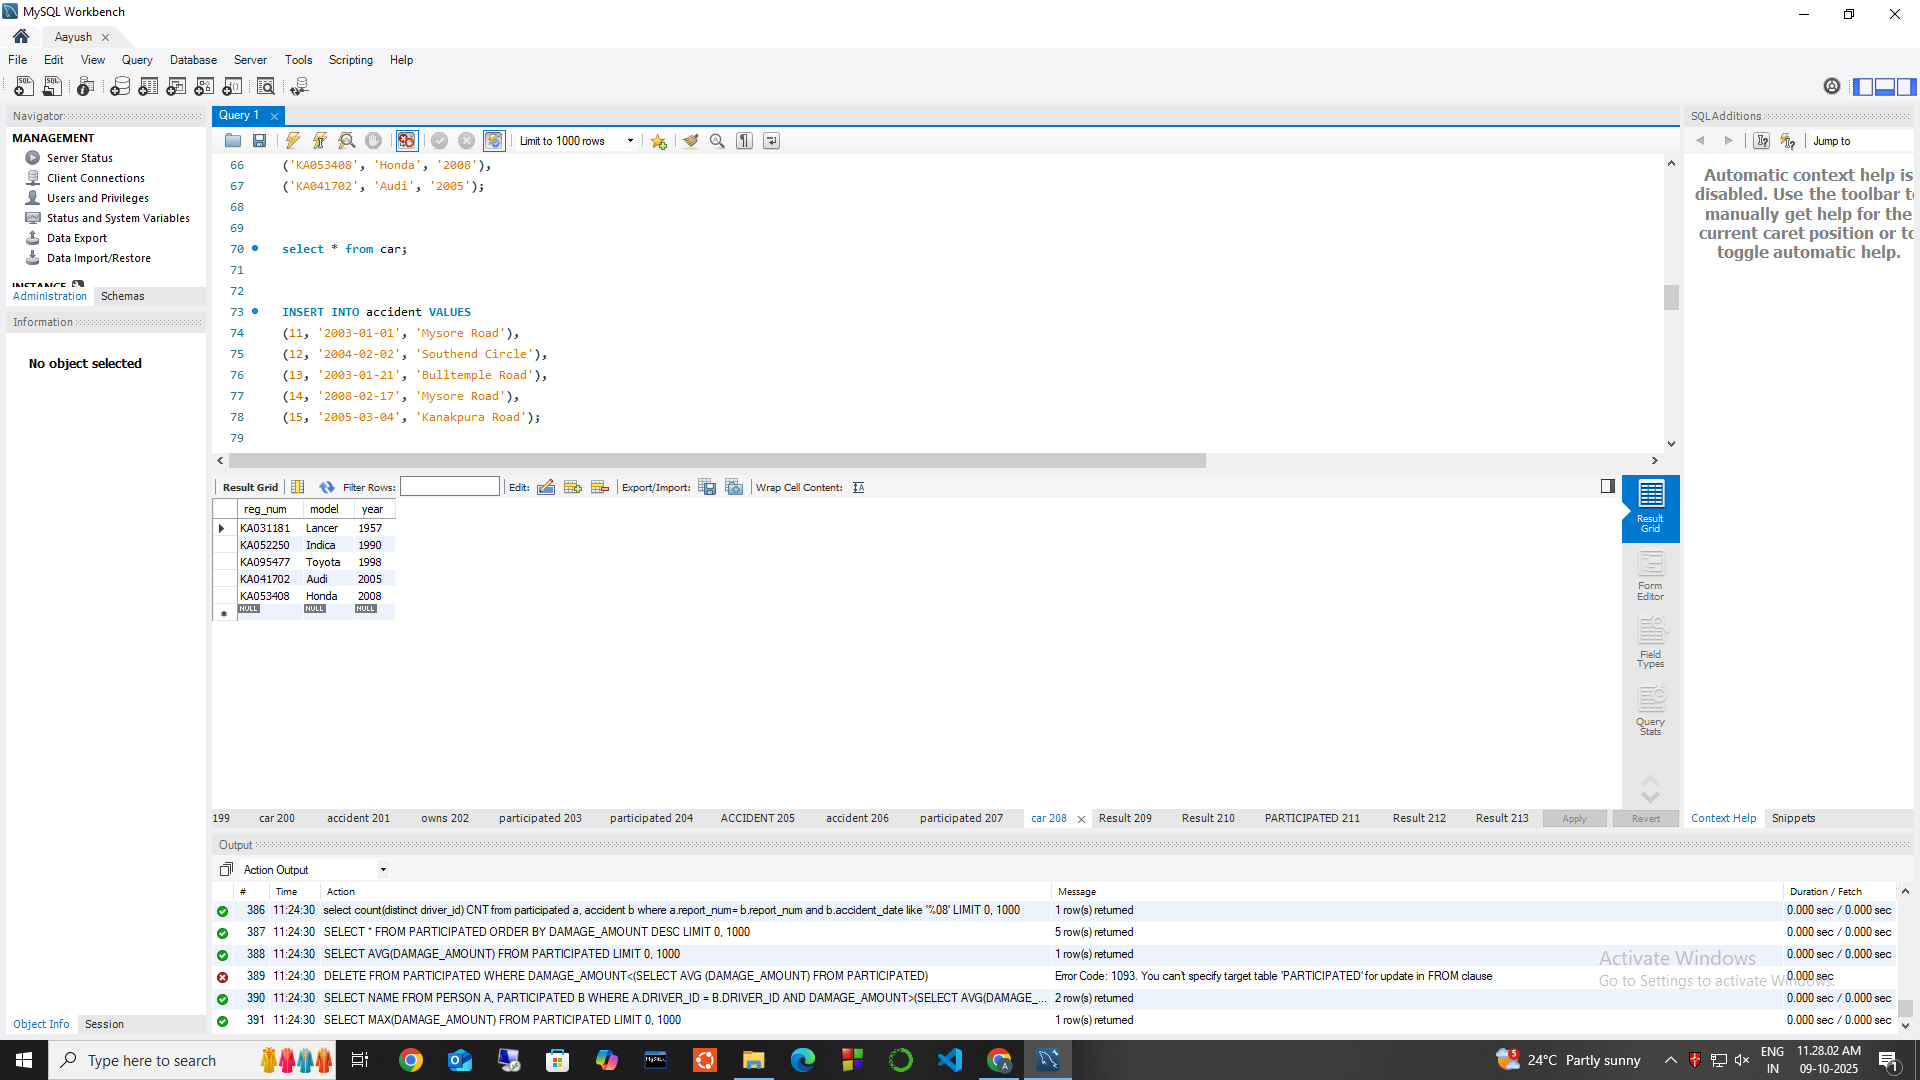 MySQL Workbench
Aayush
File Edit View Query Database Server Tools Scripting Help
Navigator
MANAGEMENT
Server Status
Client Connections
Users and Privileges
Status and System Variables
Data Export
Data Import/Restore
INSTANCE
Administration Schemas
Information
No object selected
Object Info Session
Query 1
Limit to 1000 rows
66 ('KA053408', 'Honda', '2008'),
67 ('KA041702', 'Audi', '2005');
68
69
70 select * from car;
71
72
73 INSERT INTO accident VALUES
74 (11, '2003-01-01', 'Mysore Road'),
75 (12, '2004-02-02', 'Southend Circle'),
76 (13, '2003-01-21', 'Bulltemple Road'),
77 (14, '2008-02-17', 'Mysore Road'),
78 (15, '2005-03-04', 'Kanakpura Road');
79
Result Grid Filter Rows: Edit: Export/Import: Wrap Cell Content:
reg_num model year
KA031181 Lancer 1957
KA052250 Indica 1990
KA095477 Toyota 1998
KA041702 Audi 2005
KA053408 Honda 2008
NULL NULL NULL
Result
Grid
Form
Editor
Field
Types
Query
Stats
199 car 200 accident 201 owns 202 participated 203 participated 204 ACCIDENT 205 accident 206 participated 207 car 208 Result 209 Result 210 PARTICIPATED 211 Result 212 Result 213 Apply Revert
SQLAdditions
Jump to
Automatic context help is
disabled. Use the toolbar to
manually get help for the
current caret position or to
toggle automatic help.
Context Help Snippets
Output
Action Output
# Time Action Message Duration / Fetch
386 11:24:30 select count(distinct driver_id) CNT from participated a, accident b where a.report_num= b.report_num and b.accident_date like '%08' LIMIT 0, 1000 1 row(s) returned 0.000 sec / 0.000 sec
387 11:24:30 SELECT * FROM PARTICIPATED ORDER BY DAMAGE_AMOUNT DESC LIMIT 0, 1000 5 row(s) returned 0.000 sec / 0.000 sec
388 11:24:30 SELECT AVG(DAMAGE_AMOUNT) FROM PARTICIPATED LIMIT 0, 1000 1 row(s) returned 0.000 sec / 0.000 sec
389 11:24:30 DELETE FROM PARTICIPATED WHERE DAMAGE_AMOUNT<(SELECT AVG (DAMAGE_AMOUNT) FROM PARTICIPATED) Error Code: 1093. You can't specify target table 'PARTICIPATED' for update in FROM clause 0.000 sec
390 11:24:30 SELECT NAME FROM PERSON A, PARTICIPATED B WHERE A.DRIVER_ID = B.DRIVER_ID AND DAMAGE_AMOUNT>(SELECT AVG(DAMAGE_... 2 row(s) returned 0.000 sec / 0.000 sec
391 11:24:30 SELECT MAX(DAMAGE_AMOUNT) FROM PARTICIPATED LIMIT 0, 1000 1 row(s) returned 0.000 sec / 0.000 sec
Activate Windows
Go to Settings to activate Windows.
Type here to search
24°C Partly sunny
ENG
IN
11.28.02 AM
09-10-2025